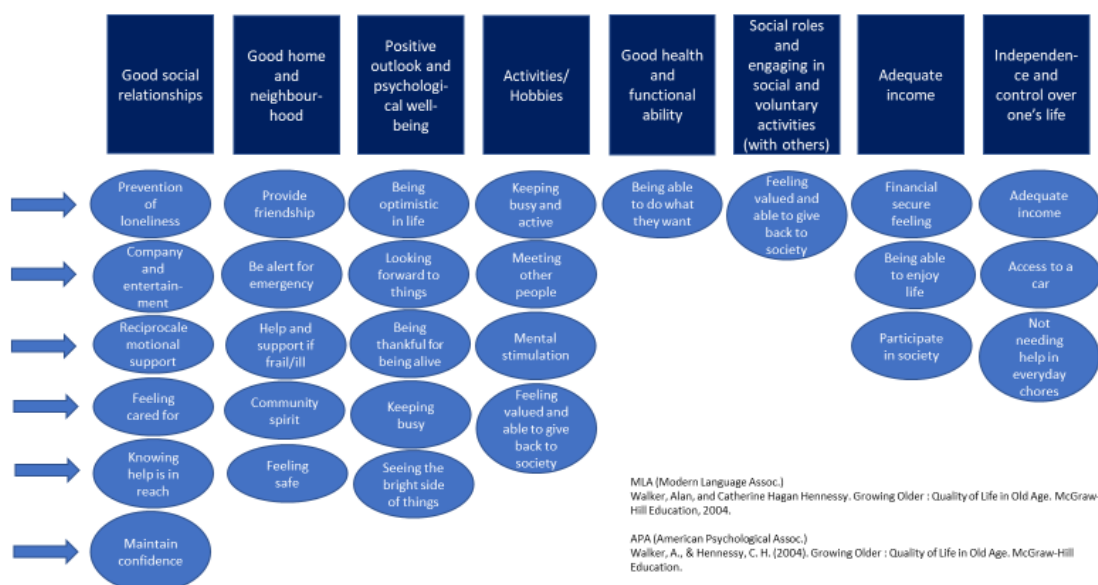 Good social
relationships
Good home
and
neighbour-
hood
Positive
outlook and
psychologi-
cal well-
being
Activities/
Hobbies
Good health
and
functional
ability
Social roles
and
engaging in
social and
voluntary
activities
(with others)
Adequate
income
Independen-
ce and
control over
one's life
Prevention
of
loneliness
Provide
friendship
Being
optimistic
in life
Keeping
busy and
active
Being able
to do what
they want
Feeling
valued and
able to give
back to
society
Financial
secure
feeling
Adequate
income
Company
and
entertain-
ment
Be alert for
emergency
Looking
forward to
things
Meeting
other
people
Being able
to enjoy
life
Access to a
car
Reciprocale
motional
support
Help and
support if
frail/ill
Being
thankful for
being alive
Mental
stimulation
Participate
in society
Not
needing
help in
everyday
chores
Feeling
cared for
Community
spirit
Keeping
busy
Feeling
valued and
able to give
back to
society
Knowing
help is in
reach
Feeling
safe
Seeing the
bright side
of things
Maintain
confidence
MLA (Modern Language Assoc.)
Walker, Alan, and Catherine Hagan Hennessy. Growing Older : Quality of Life in Old Age. McGraw-
Hill Education, 2004.
APA (American Psychological Assoc.)
Walker, A., & Hennessy, C. H. (2004). Growing Older : Quality of Life in Old Age. McGraw-Hill
Education.